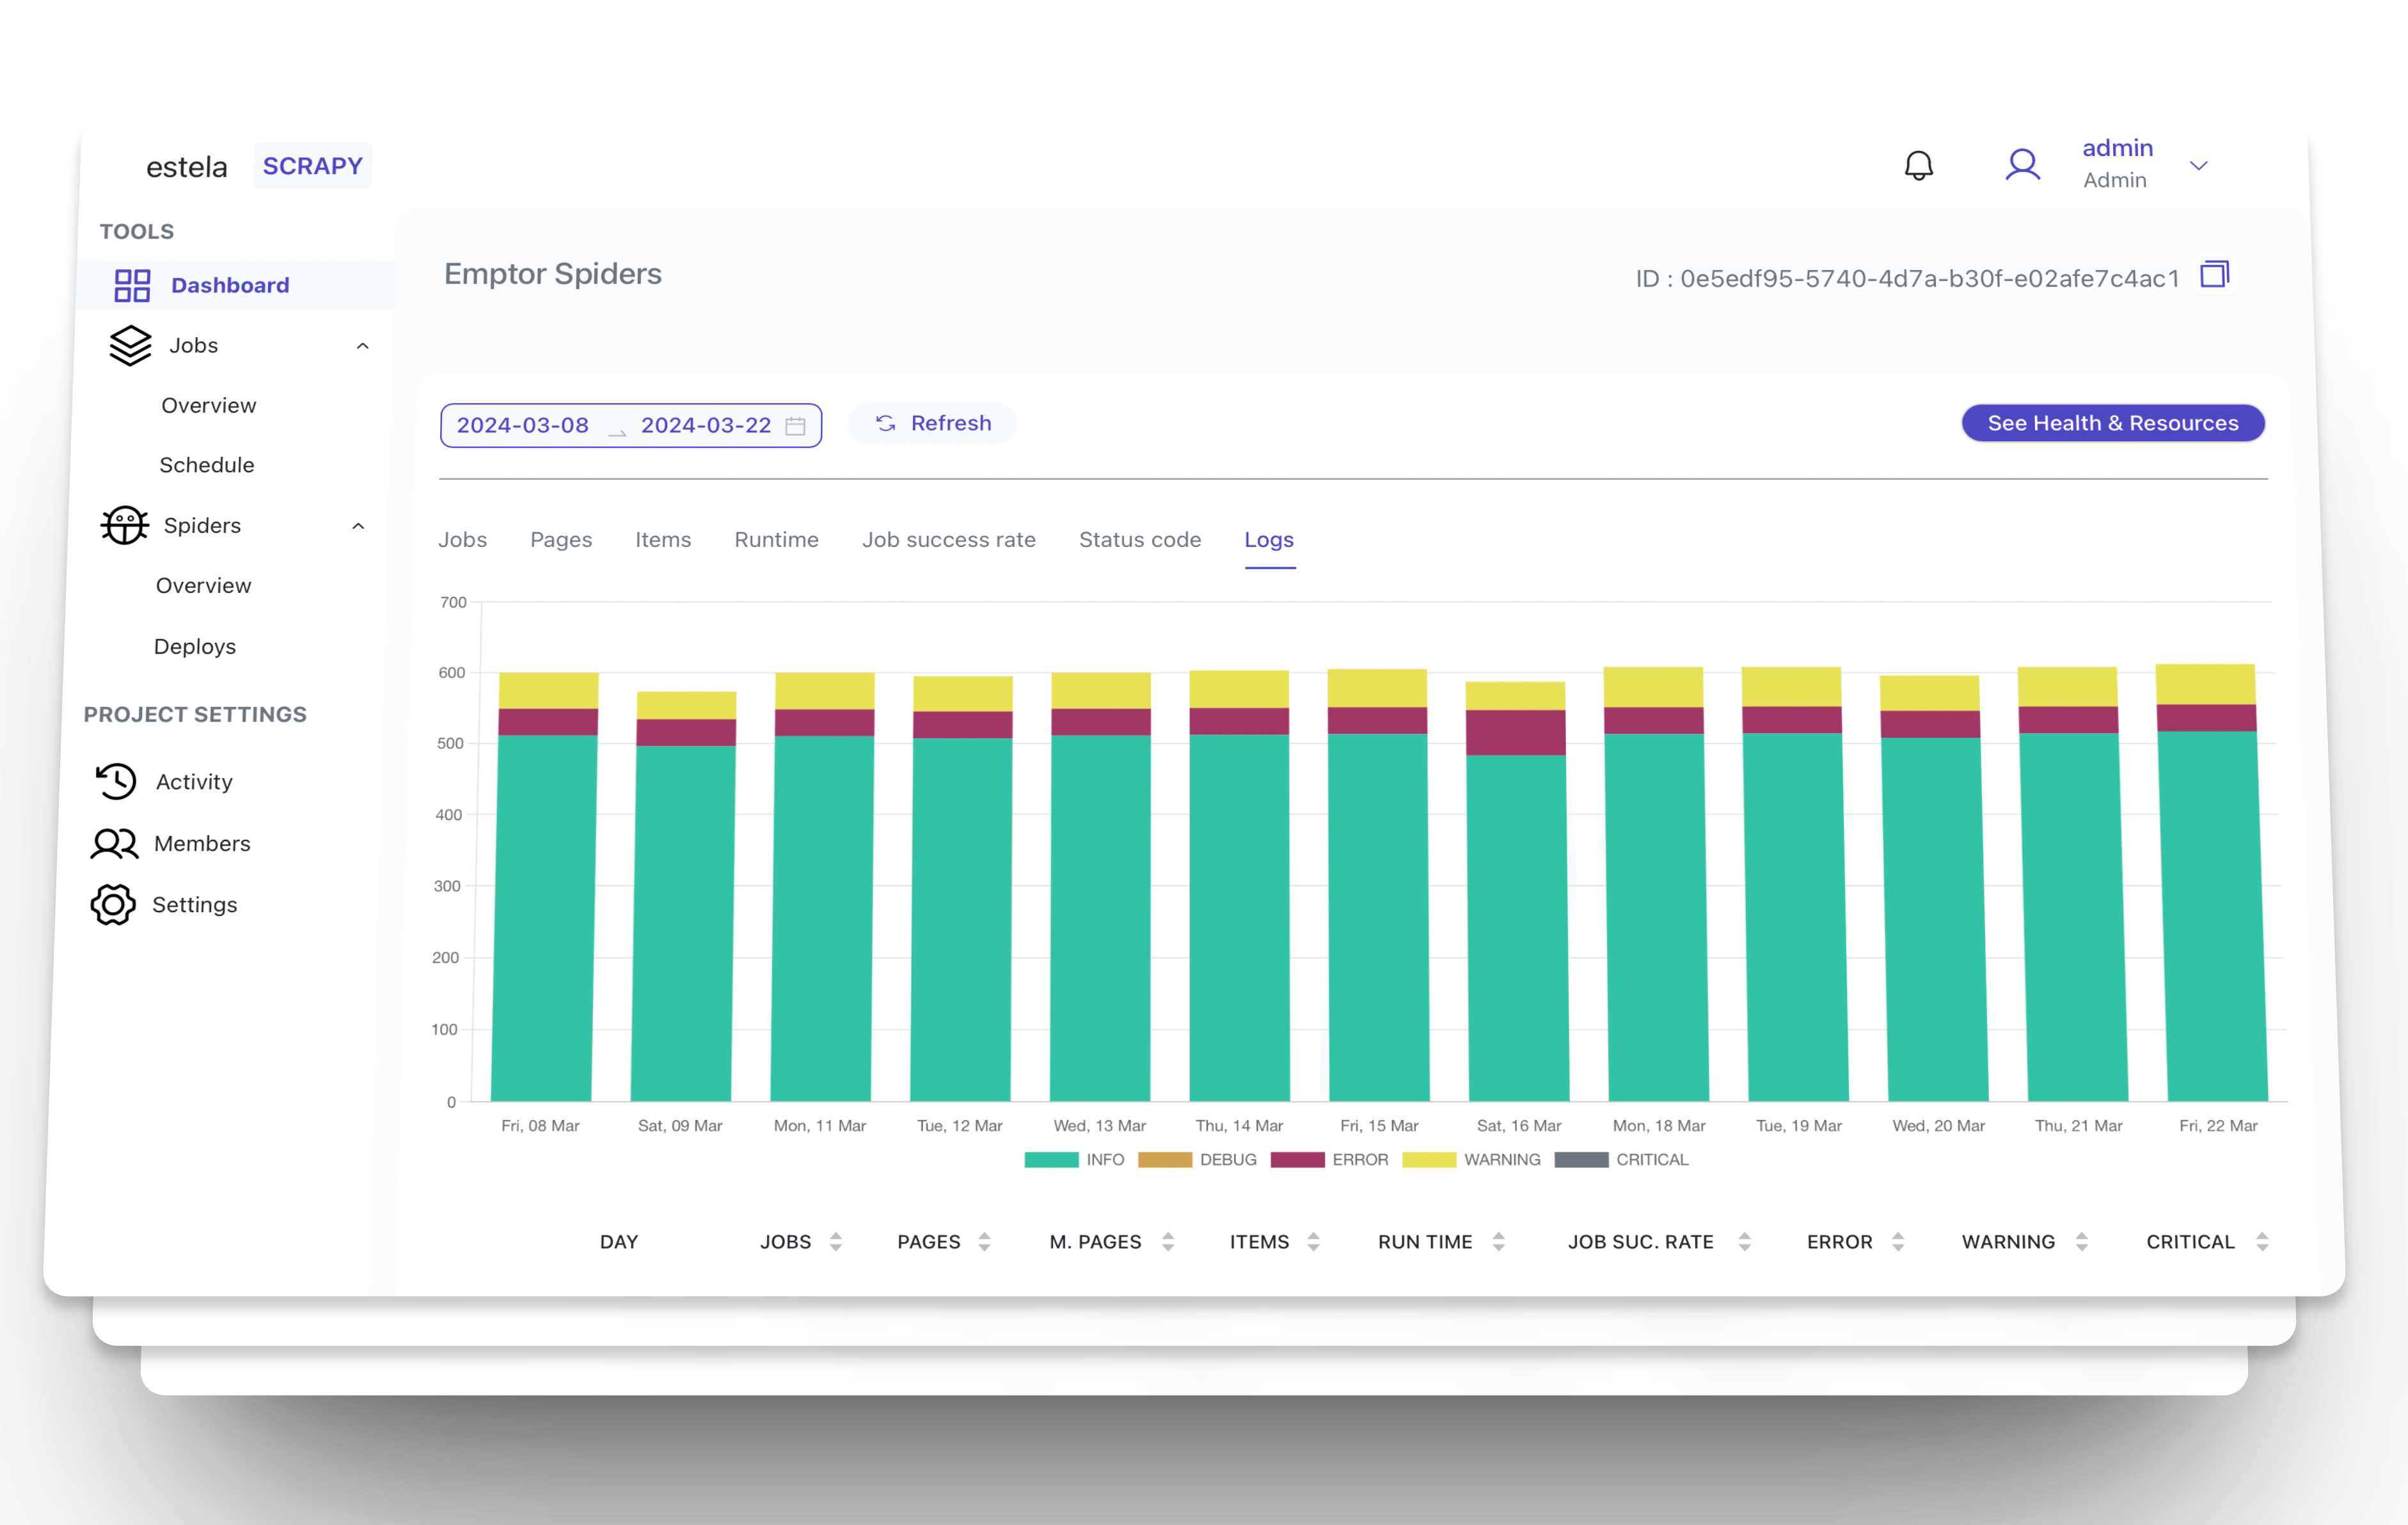 estela SCRAPY
admin
Admin
TOOLS
Dashboard
Jobs
Overview
Schedule
Spiders
Overview
Deploys
PROJECT SETTINGS
Activity
Members
Settings
Emptor Spiders
ID : 0e5edf95-5740-4d7a-b30f-e02afe7c4ac1
2024-03-08 → 2024-03-22 Refresh See Health & Resources
Jobs Pages Items Runtime Job success rate Status code Logs
700
600
500
400
300
200
100
0
Fri, 08 Mar Sat, 09 Mar Mon, 11 Mar Tue, 12 Mar Wed, 13 Mar Thu, 14 Mar Fri, 15 Mar Sat, 16 Mar Mon, 18 Mar Tue, 19 Mar Wed, 20 Mar Thu, 21 Mar Fri, 22 Mar
INFO DEBUG ERROR WARNING CRITICAL
DAY JOBS PAGES M. PAGES ITEMS RUN TIME JOB SUC. RATE ERROR WARNING CRITICAL